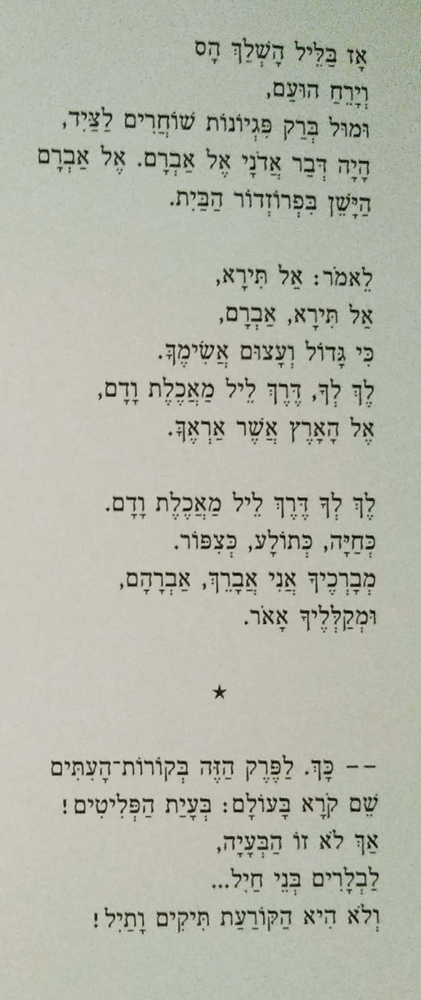 אָז בַּלֵּיל הָשְׁלַךְ הָס
וְיָרֵחַ הוּעַם,
וּמוּל בְּרַק פִּגְיוֹנוֹת שׁוֹחֲרִים לַצַּיִד,
הָיָה דְּבַר אֲדֹנָי אֶל אַבְרָם. אֶל אַבְרָם
הַיָּשֵׁן בִּפְרוֹזְדוֹר הַבַּיִת.
לֵאמֹר: אַל תִּירָא,
אַל תִּירָא, אַבְרָם,
כִּי גָּדוֹל וְעָצוּם אֲשִׂימֶךָּ.
לֶךְ לְךָ, דֶּרֶךְ לֵיל מַאֲכֶלֶת וָדָם,
אֶל הָאָרֶץ אֲשֶׁר אַרְאֶךָּ.
לֶךְ לְךָ דֶּרֶךְ לֵיל מַאֲכֶלֶת וָדָם.
כְּחַיָּה, כְּתוֹלָע, כְּצִפּוֹר.
מְבָרְכֶיךָ אֲנִי אֲבָרֵךְ, אַבְרָהָם,
וּמְקַלְּלֶיךָ אָאֹר.
★
–– כָּךְ. לַפֶּרֶק הַזֶּה בְּקוֹרוֹת־הָעִתִּים
שֵׁם קֹרָא בָּעוֹלָם: בְּעָיַת הַפְּלִיטִים!
אַךְ לֹא זוֹ הַבְּעָיָה,
לַבְלָרִים בְּנֵי חַיִל...
וְלֹא הִיא הַקּוֹרַעַת תִּיקִים וָתַיִל!